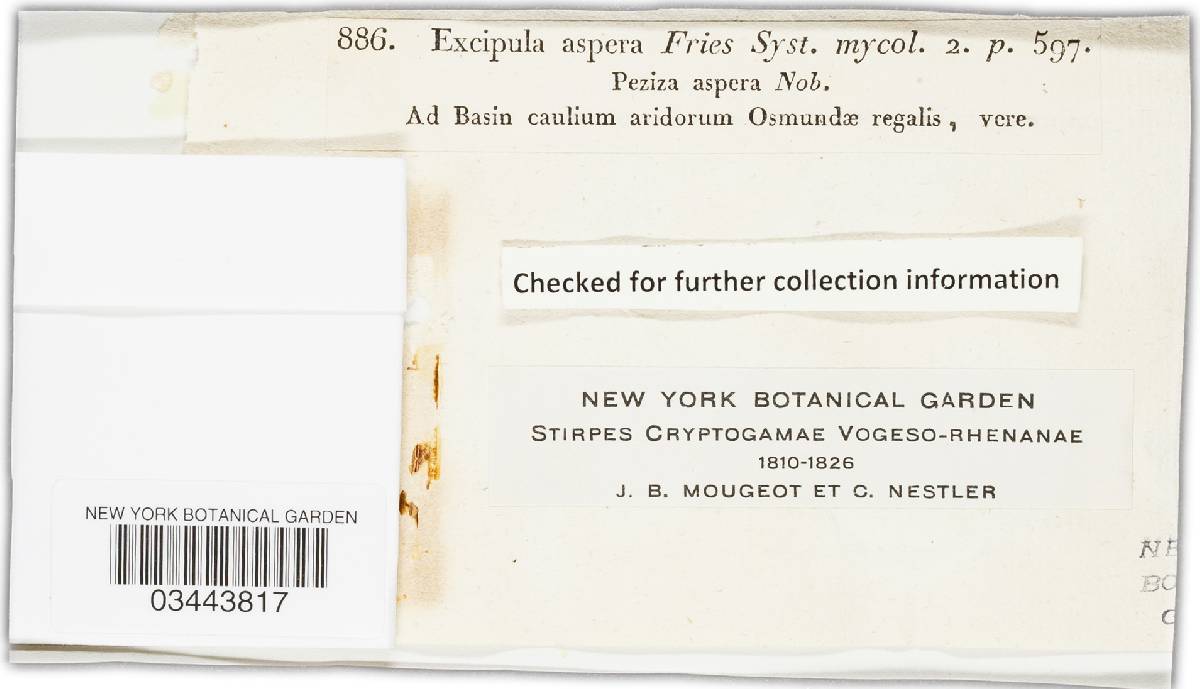 886. Excipula aspera Fries Syst. mycol. 2. p. 597.
Peziza aspera Nob.
Ad Basin caulium aridorum Osmundæ regalis, vere.
Checked for further collection information
NEW YORK BOTANICAL GARDEN
STIRPES CRYPTOGAMAE VOGESO-RHENANAE
1810-1826
J. B. MOUGEOT ET C. NESTLER
NEW YORK BOTANICAL GARDEN
03443817